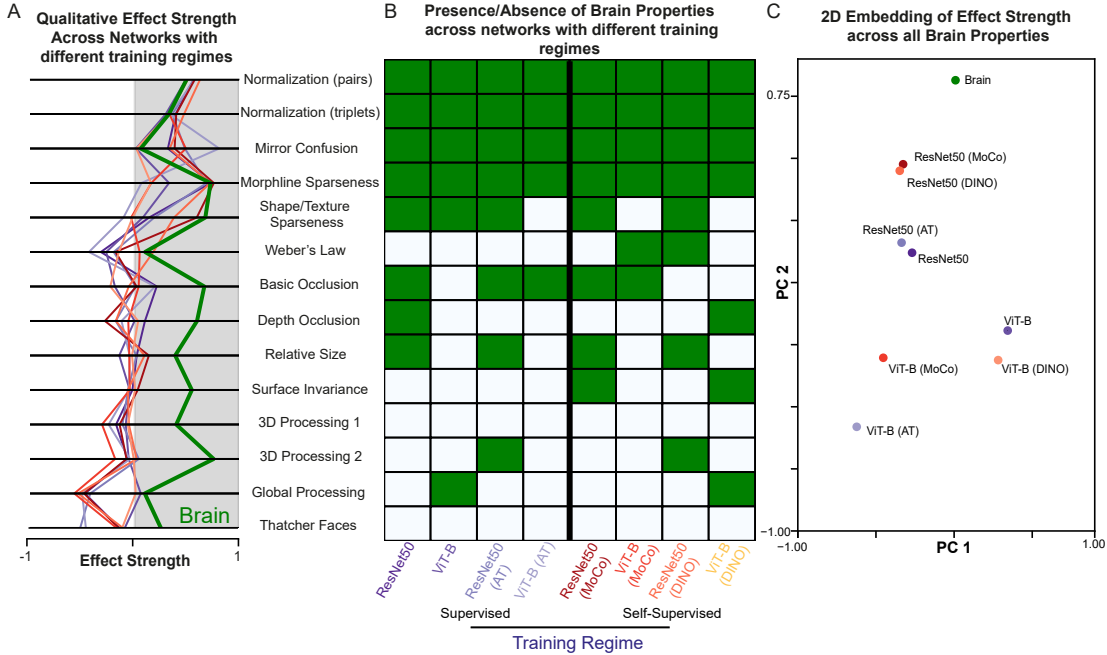 A
Qualitative Effect Strength
Across Networks with
different training regimes
Normalization (pairs)
Normalization (triplets)
Mirror Confusion
Morphline Sparseness
Shape/Texture
Sparseness
Weber's Law
Basic Occlusion
Depth Occlusion
Relative Size
Surface Invariance
3D Processing 1
3D Processing 2
Global Processing
Thatcher Faces
Brain
-1
0
1
Effect Strength
B
Presence/Absence of Brain Properties
across networks with different training
regimes
ResNet50
ViT-B
ResNet50
(AT)
ViT-B (AT)
ResNet50
(MoCo)
ViT-B
(MoCo)
ResNet50
(DINO)
ViT-B
(DINO)
Supervised
Self-Supervised
Training Regime
C
2D Embedding of Effect Strength
across all Brain Properties
0.75
Brain
ResNet50 (MoCo)
ResNet50 (DINO)
ResNet50 (AT)
ResNet50
PC 2
ViT-B
ViT-B (MoCo)
ViT-B (DINO)
ViT-B (AT)
−1.00
−1.00
PC 1
1.00